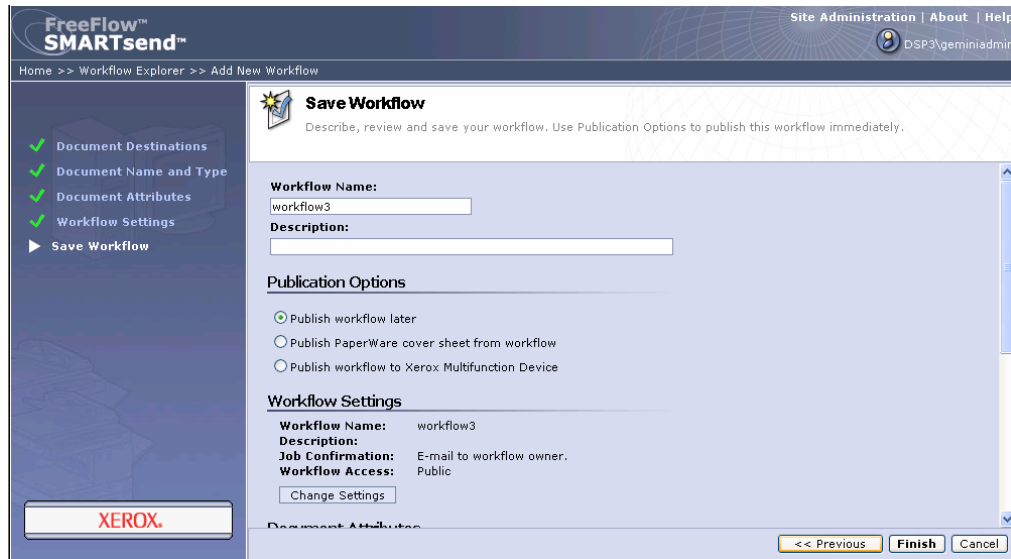 FreeFlow™
SMARTsend™
Site Administration | About | Help
DSP3\geminiadmin
Home >> Workflow Explorer >> Add New Workflow
Document Destinations
Document Name and Type
Document Attributes
Workflow Settings
Save Workflow
XEROX.
Save Workflow
Describe, review and save your workflow. Use Publication Options to publish this workflow immediately.
Workflow Name:
workflow3
Description:
Publication Options
Publish workflow later
Publish PaperWare cover sheet from workflow
Publish workflow to Xerox Multifunction Device
Workflow Settings
Workflow Name: workflow3
Description:
Job Confirmation: E-mail to workflow owner.
Workflow Access: Public
Change Settings
Document Attributes
<< Previous Finish Cancel